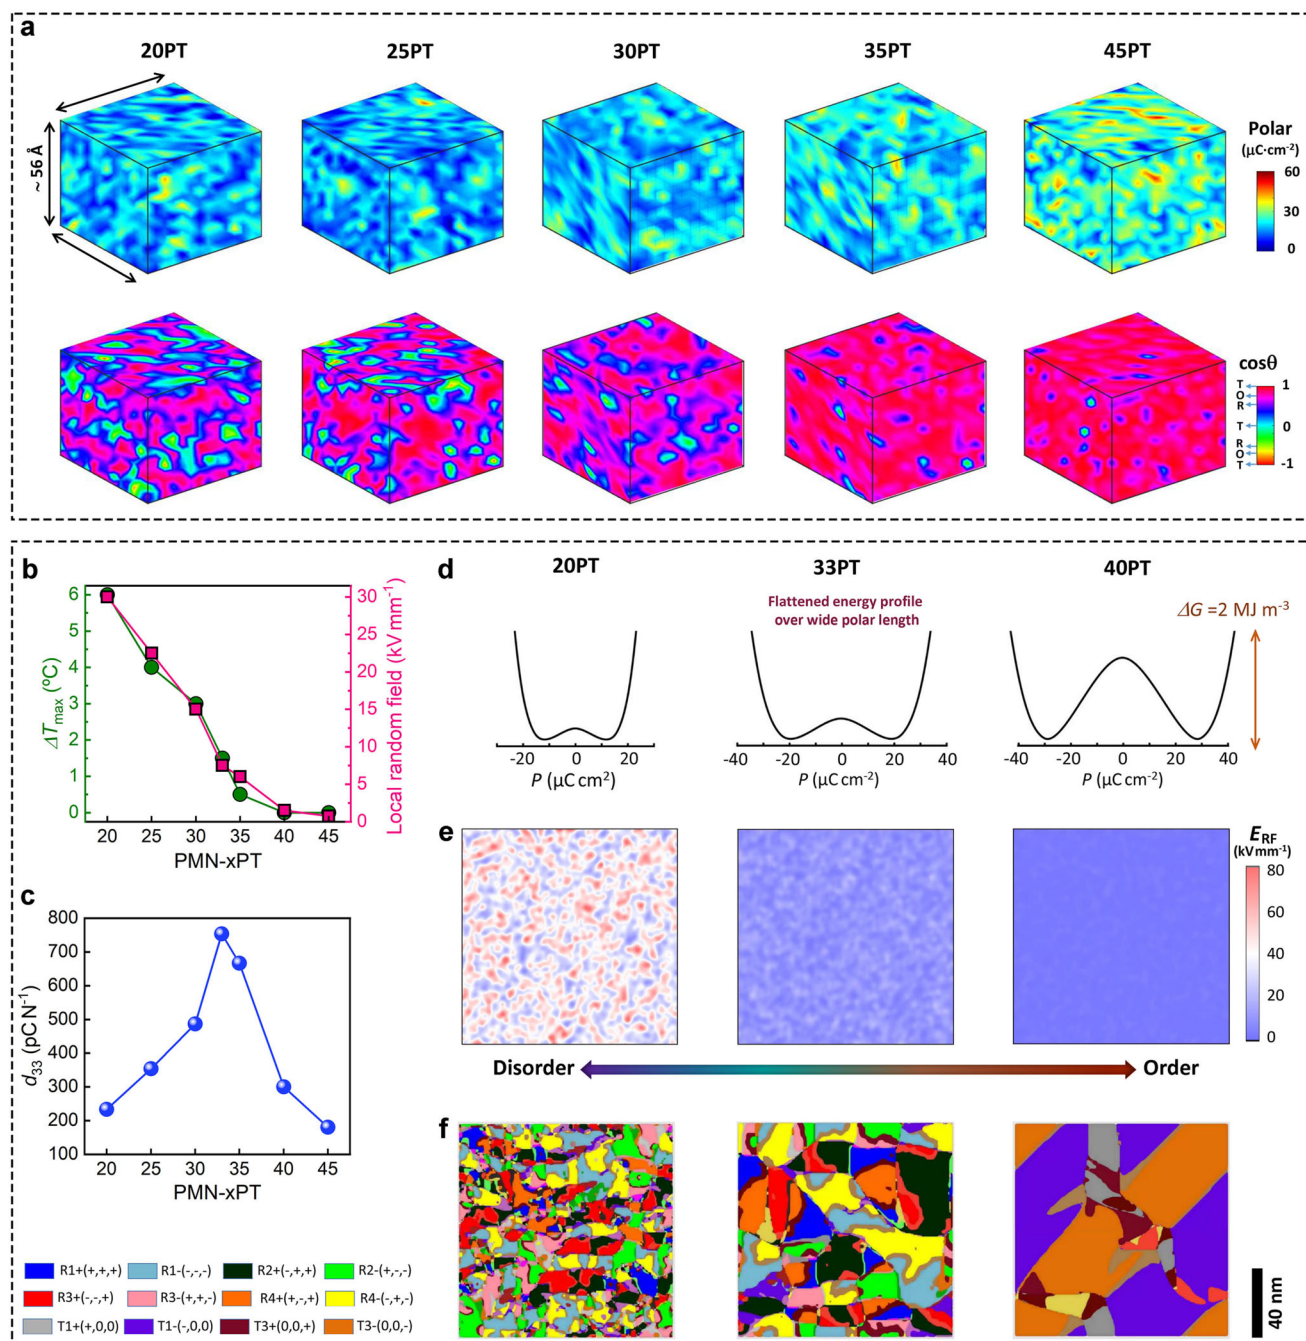 a
20PT 25PT 30PT 35PT 45PT
~ 56 Å
Polar
(μC·cm⁻²)
60
30
0
cosθ
T
O
R
T
R
O
T
1
0
-1
b
ΔTmax (ºC)
6
5
4
3
2
1
0
Local random field (kV mm⁻¹)
30
25
20
15
10
5
0
20 25 30 35 40 45
PMN-xPT
c
d₃₃ (pC N⁻¹)
800
700
600
500
400
300
200
100
20 25 30 35 40 45
PMN-xPT
d
20PT 33PT 40PT
Flattened energy profile
over wide polar length
ΔG =2 MJ m⁻³
-20 0 20
P (μC cm⁻²)
-40 -20 0 20 40
P (μC cm⁻²)
-40 -20 0 20 40
P (μC cm⁻²)
e
E_RF
(kV mm⁻¹)
80
60
40
20
0
Disorder Order
f
40 nm
R1+(+,+,+) R1-(-,-,-) R2+(-,+,+) R2-(+,-,-)
R3+(-,-,+) R3-(+,+,-) R4+(+,-,+) R4-(-,+,-)
T1+(+,0,0) T1-(-,0,0) T3+(0,0,+) T3-(0,0,-)